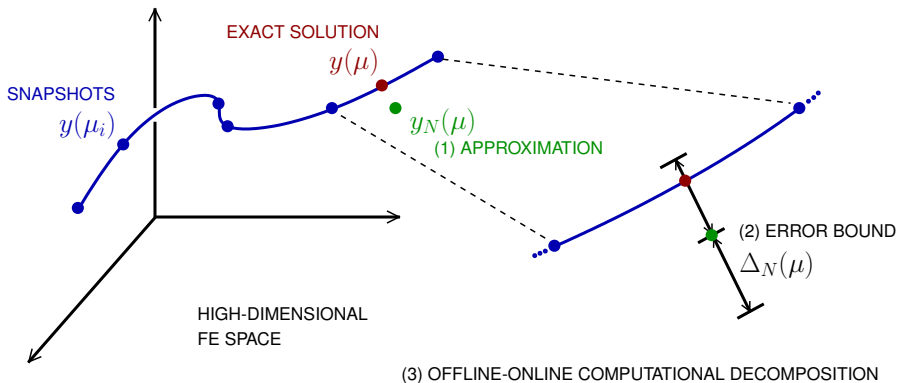 EXACT SOLUTION
y(μ)
SNAPSHOTS
y(μᵢ)
y_N(μ)
(1) APPROXIMATION
(2) ERROR BOUND
Δ_N(μ)
HIGH-DIMENSIONAL
FE SPACE
(3) OFFLINE-ONLINE COMPUTATIONAL DECOMPOSITION